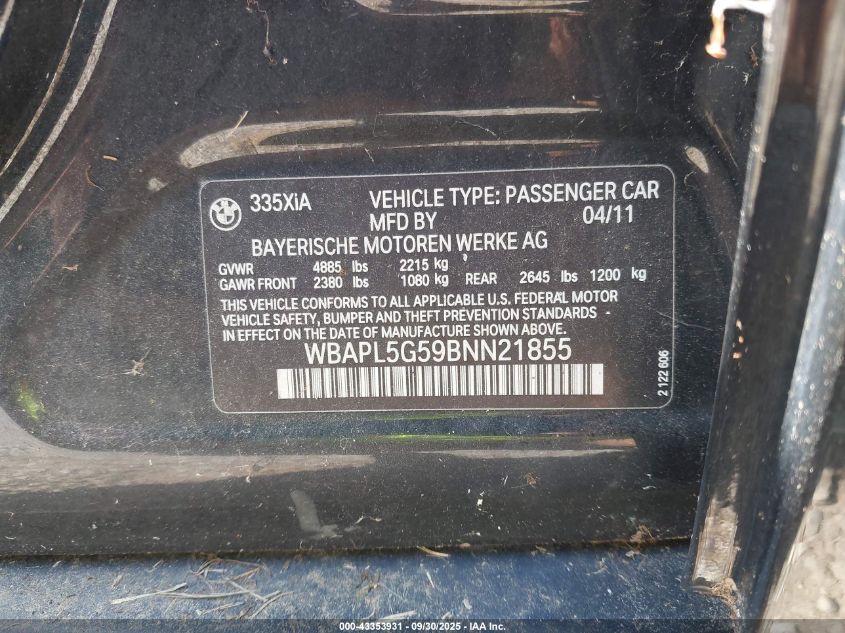 335XiA VEHICLE TYPE: PASSENGER CAR
MFD BY 04/11
BAYERISCHE MOTOREN WERKE AG
GVWR 4885 lbs 2215 kg
GAWR FRONT 2380 lbs 1080 kg REAR 2645 lbs 1200 kg
THIS VEHICLE CONFORMS TO ALL APPLICABLE U.S. FEDERAL MOTOR
VEHICLE SAFETY, BUMPER AND THEFT PREVENTION STANDARDS -
IN EFFECT ON THE DATE OF MANUFACTURE SHOWN ABOVE.
WBAPL5G59BNN21855
2 122 606
000-43353931 - 09/30/2025 - IAA Inc.